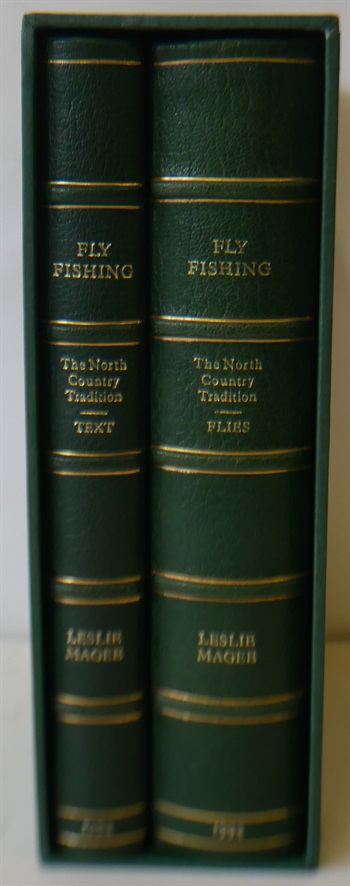 FLY
FISHING
The North
Country
Tradition
TEXT
LESLIE
MAGEE
FLY
FISHING
The North
Country
Tradition
FLIES
LESLIE
MAGEE